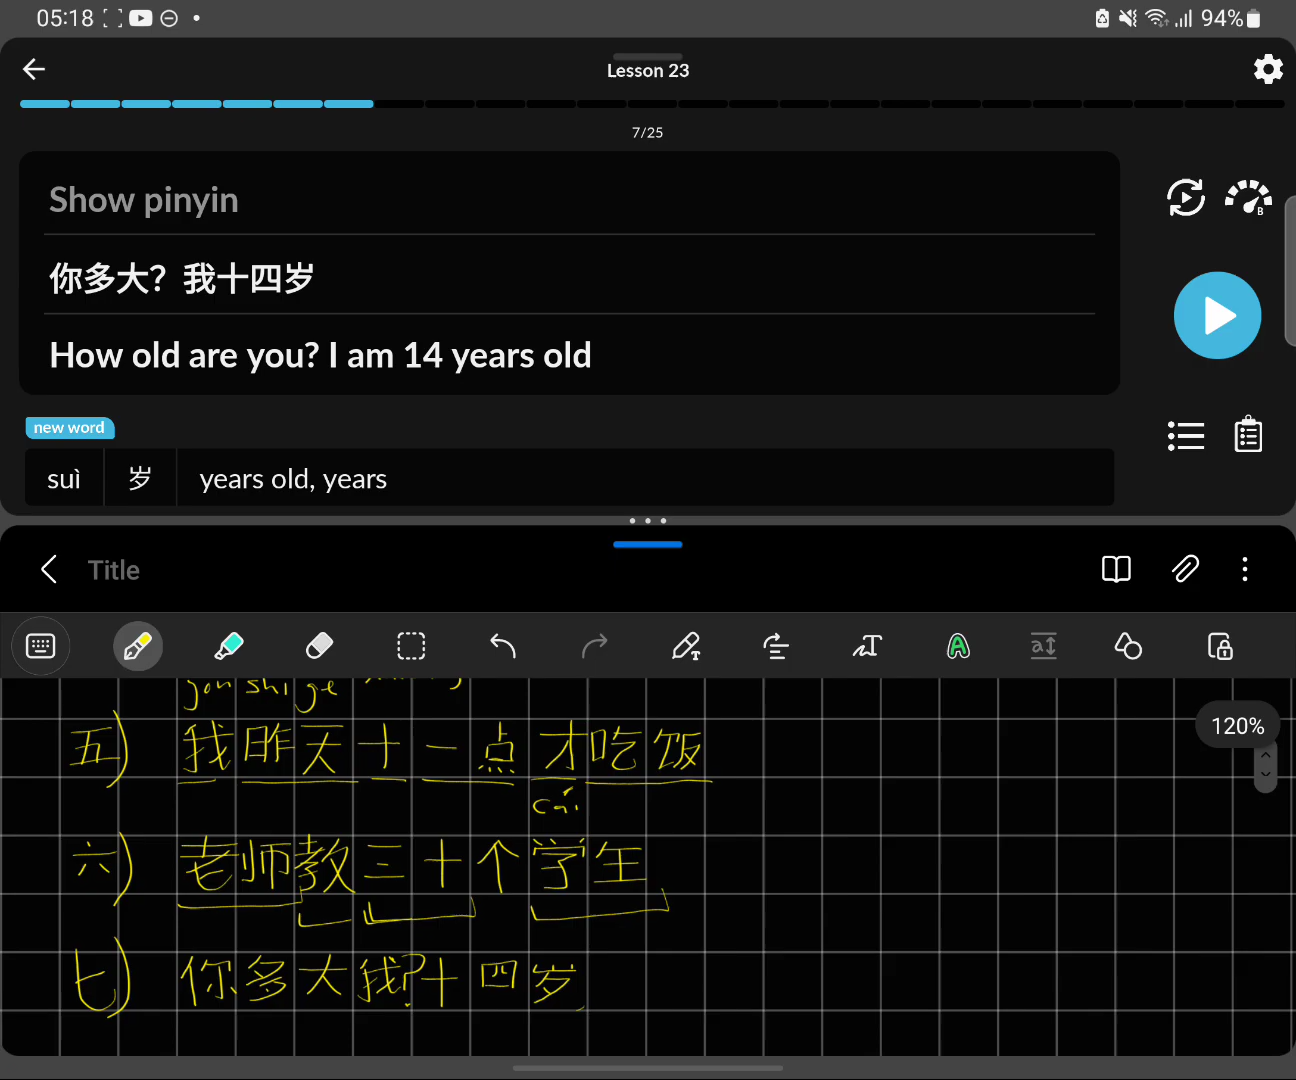 05:18
94%
Lesson 23
7/25
Show pinyin
你多大？我十四岁
How old are you? I am 14 years old
B
new word
suì 岁 years old, years
Title
120%
shi ge
五) 我昨天十一点才吃饭
cái
六) 老师教三十个学生
七) 你多大我?十四岁